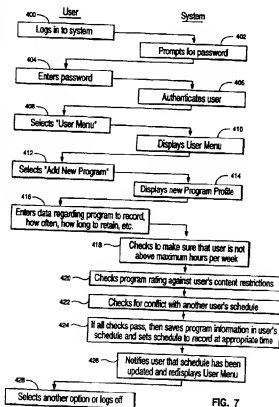 User
System
400
Logs in to system
402
Prompts for password
404
Enters password
406
Authenticates user
408
Selects "User Menu"
410
Displays User Menu
412
Selects "Add New Program"
414
Displays new Program Profile
416
Enters data regarding program to record,
how often, how long to retain, etc.
418
Checks to make sure that user is not
above maximum hours per week
420
Checks program rating against user's content restrictions
422
Checks for conflict with another user's schedule
424
If all checks pass, then saves program information in user's
schedule and sets schedule to record at appropriate time
426
Notifies user that schedule has been
updated and redisplays User Menu
428
Selects another option or logs off
FIG. 7